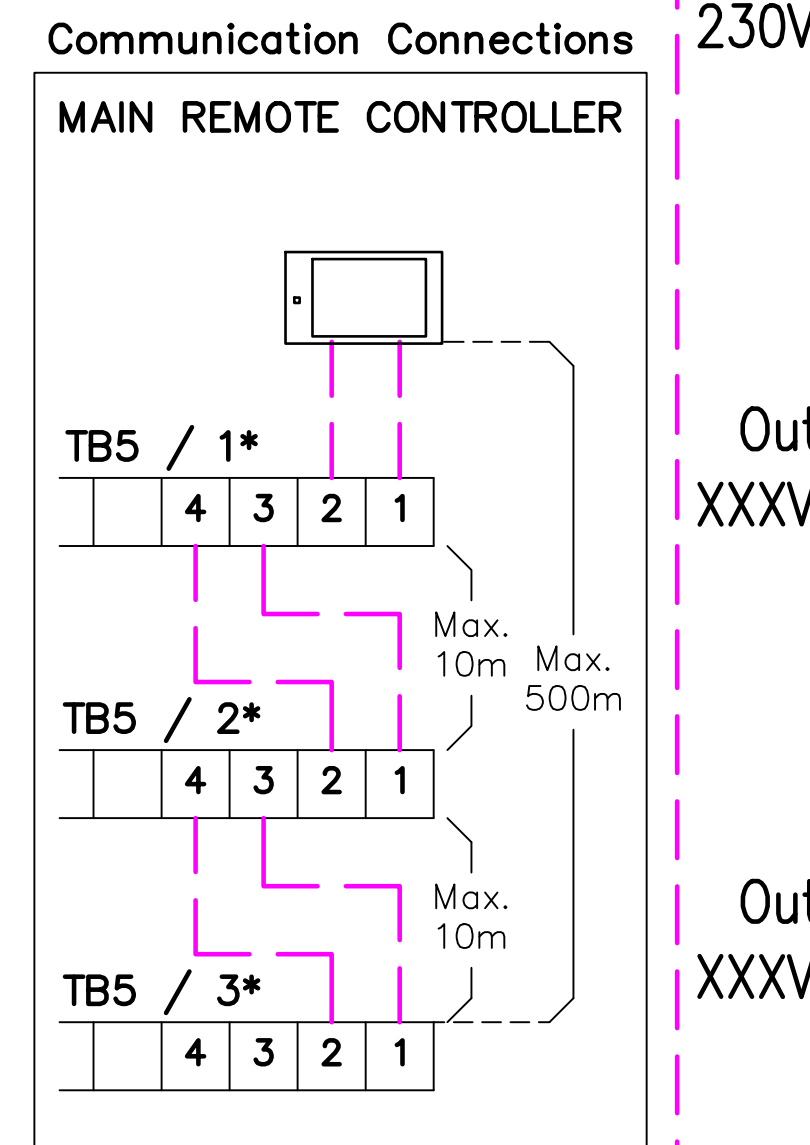 Communication Connections
230V
MAIN REMOTE CONTROLLER
TB5 / 1*
4 3 2 1
Max.
10m
Max.
500m
TB5 / 2*
4 3 2 1
Max.
10m
TB5 / 3*
4 3 2 1
Out
XXXV
Out
XXXV